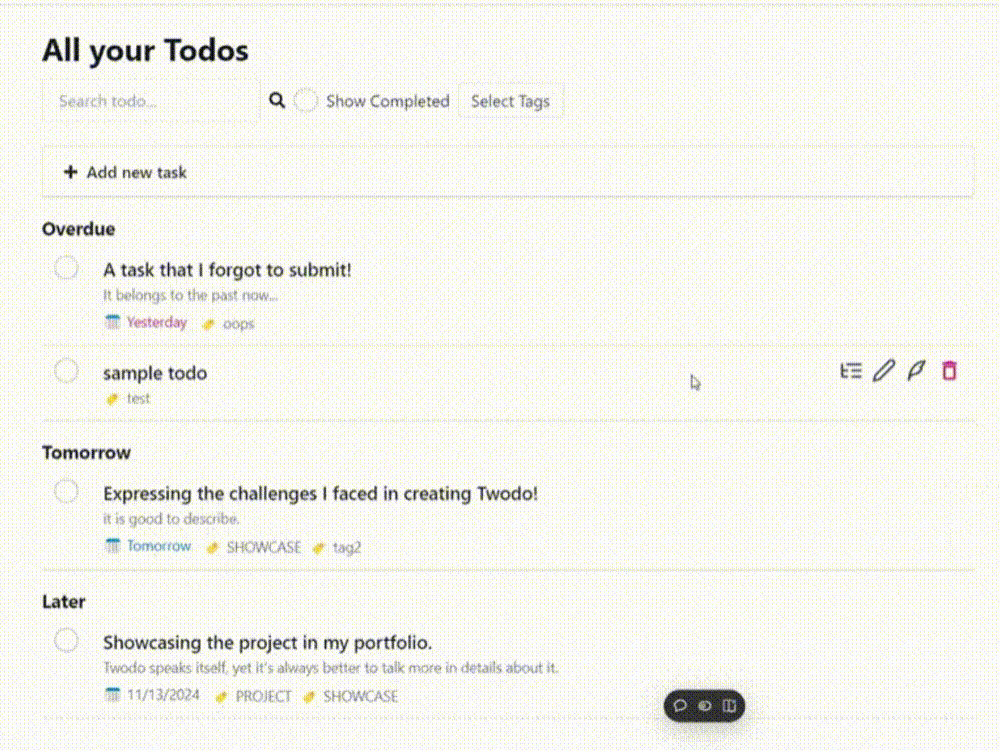 All your Todos
Search todo...
Show Completed
Select Tags
Add new task
Overdue
A task that I forgot to submit!
It belongs to the past now...
Yesterday oops
sample todo
test
Tomorrow
Expressing the challenges I faced in creating Twodo!
It is good to describe.
Tomorrow SHOWCASE tag2
Later
Showcasing the project in my portfolio.
Twodo speaks itself, yet it's always better to talk more in details about it.
11/13/2024 PROJECT SHOWCASE